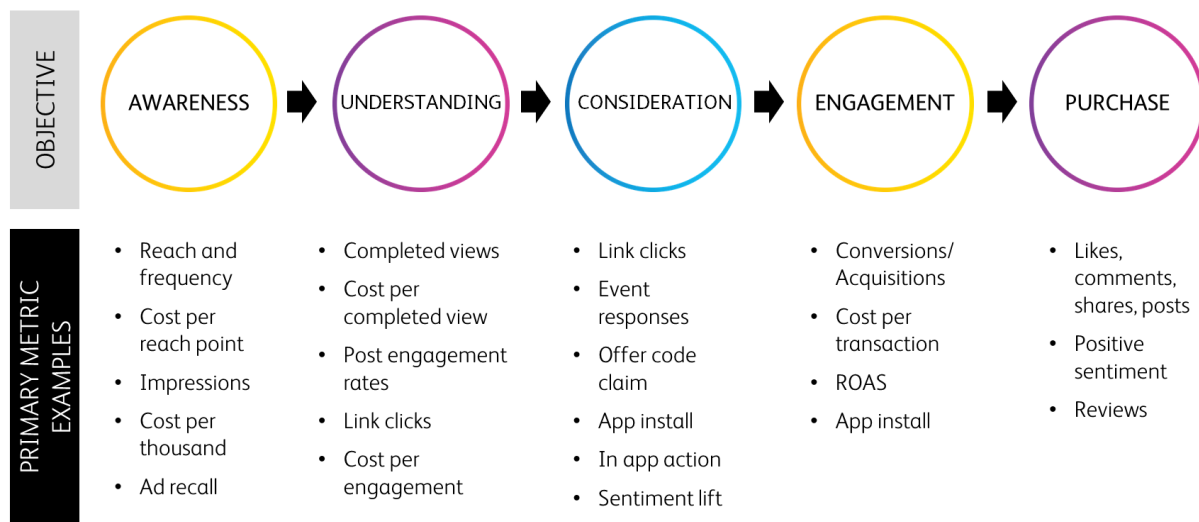 OBJECTIVE
AWARENESS
UNDERSTANDING
CONSIDERATION
ENGAGEMENT
PURCHASE
PRIMARY METRIC
EXAMPLES
• Reach and
frequency
• Cost per
reach point
• Impressions
• Cost per
thousand
• Ad recall
• Completed views
• Cost per
completed view
• Post engagement
rates
• Link clicks
• Cost per
engagement
• Link clicks
• Event
responses
• Offer code
claim
• App install
• In app action
• Sentiment lift
• Conversions/
Acquisitions
• Cost per
transaction
• ROAS
• App install
• Likes,
comments,
shares, posts
• Positive
sentiment
• Reviews